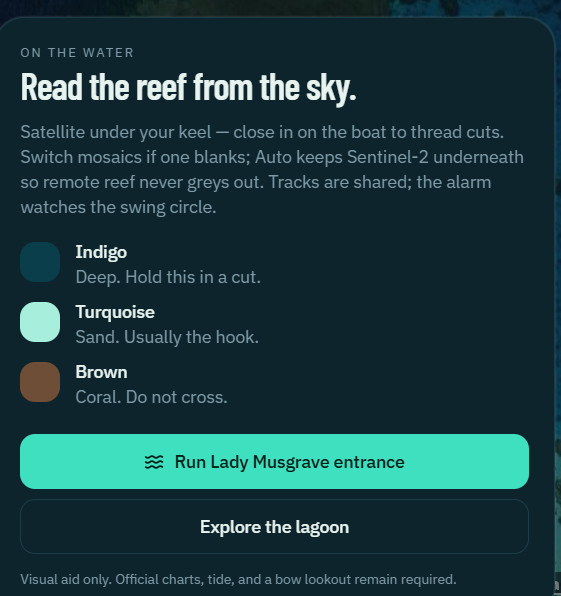 ON THE WATER
Read the reef from the sky.
Satellite under your keel — close in on the boat to thread cuts.
Switch mosaics if one blanks; Auto keeps Sentinel-2 underneath
so remote reef never greys out. Tracks are shared; the alarm
watches the swing circle.
Indigo
Deep. Hold this in a cut.
Turquoise
Sand. Usually the hook.
Brown
Coral. Do not cross.
Run Lady Musgrave entrance
Explore the lagoon
Visual aid only. Official charts, tide, and a bow lookout remain required.